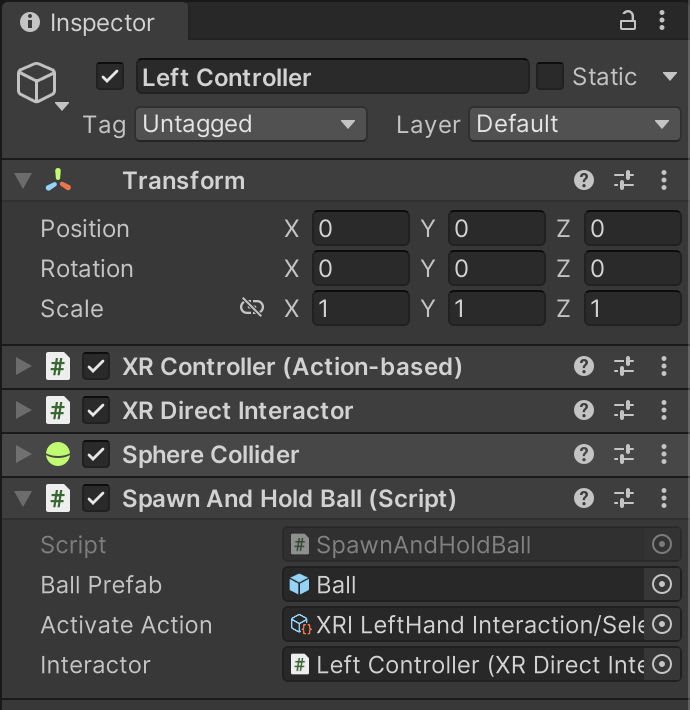 Inspector
Left Controller Static
Tag Untagged Layer Default
Transform
Position X 0 Y 0 Z 0
Rotation X 0 Y 0 Z 0
Scale X 1 Y 1 Z 1
# XR Controller (Action-based)
# XR Direct Interactor
Sphere Collider
# Spawn And Hold Ball (Script)
Script # SpawnAndHoldBall
Ball Prefab Ball
Activate Action XRI LeftHand Interaction/Sele
Interactor # Left Controller (XR Direct Inte